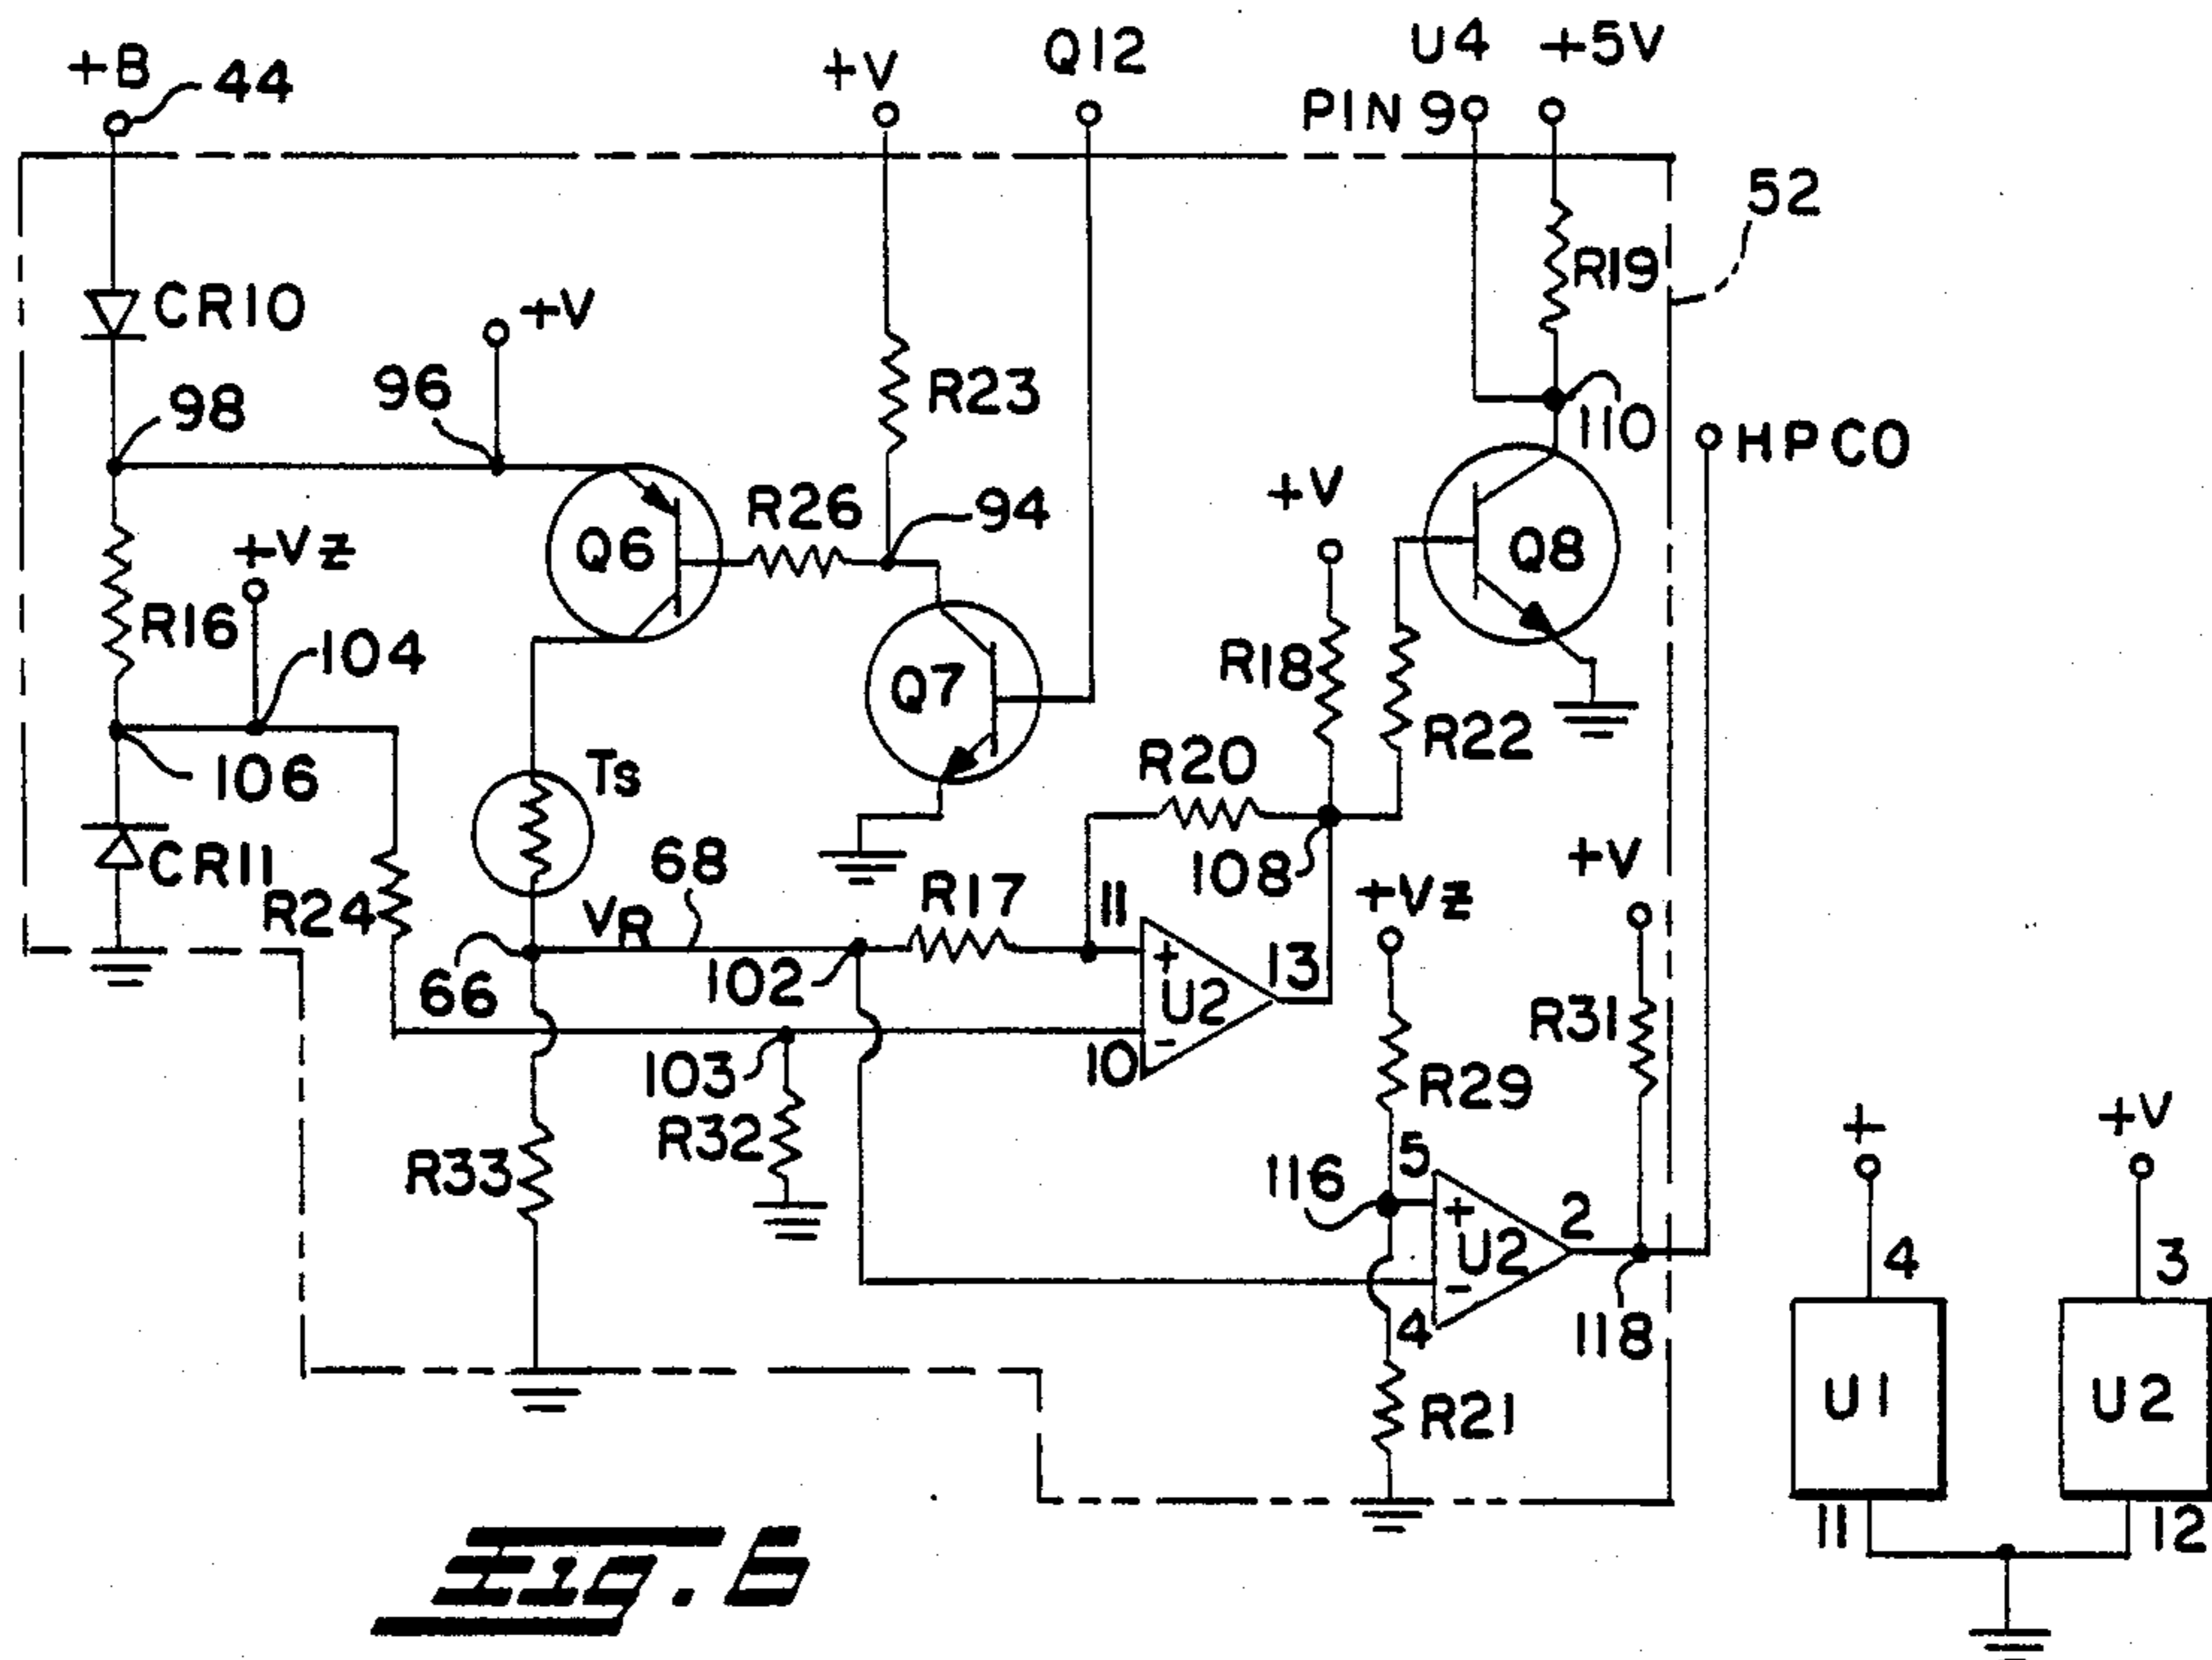 +B
44
+V
Q12
U4
+5V
PIN 9
52
CR10
+V
R19
96
R23
98
110
HPCO
R26
94
+V
+Vz
Q6
Q8
R16
104
R18
Q7
R22
106
Ts
R20
CR11
68
+V
R24
R17
11
108
+Vz
VR
+
13
66
102
U2
R31
103
10
-
R29
R32
R33
116
5
+
+
+V
U2
2
4
3
4
-
118
R21
U1
U2
11
12
Fig. 6